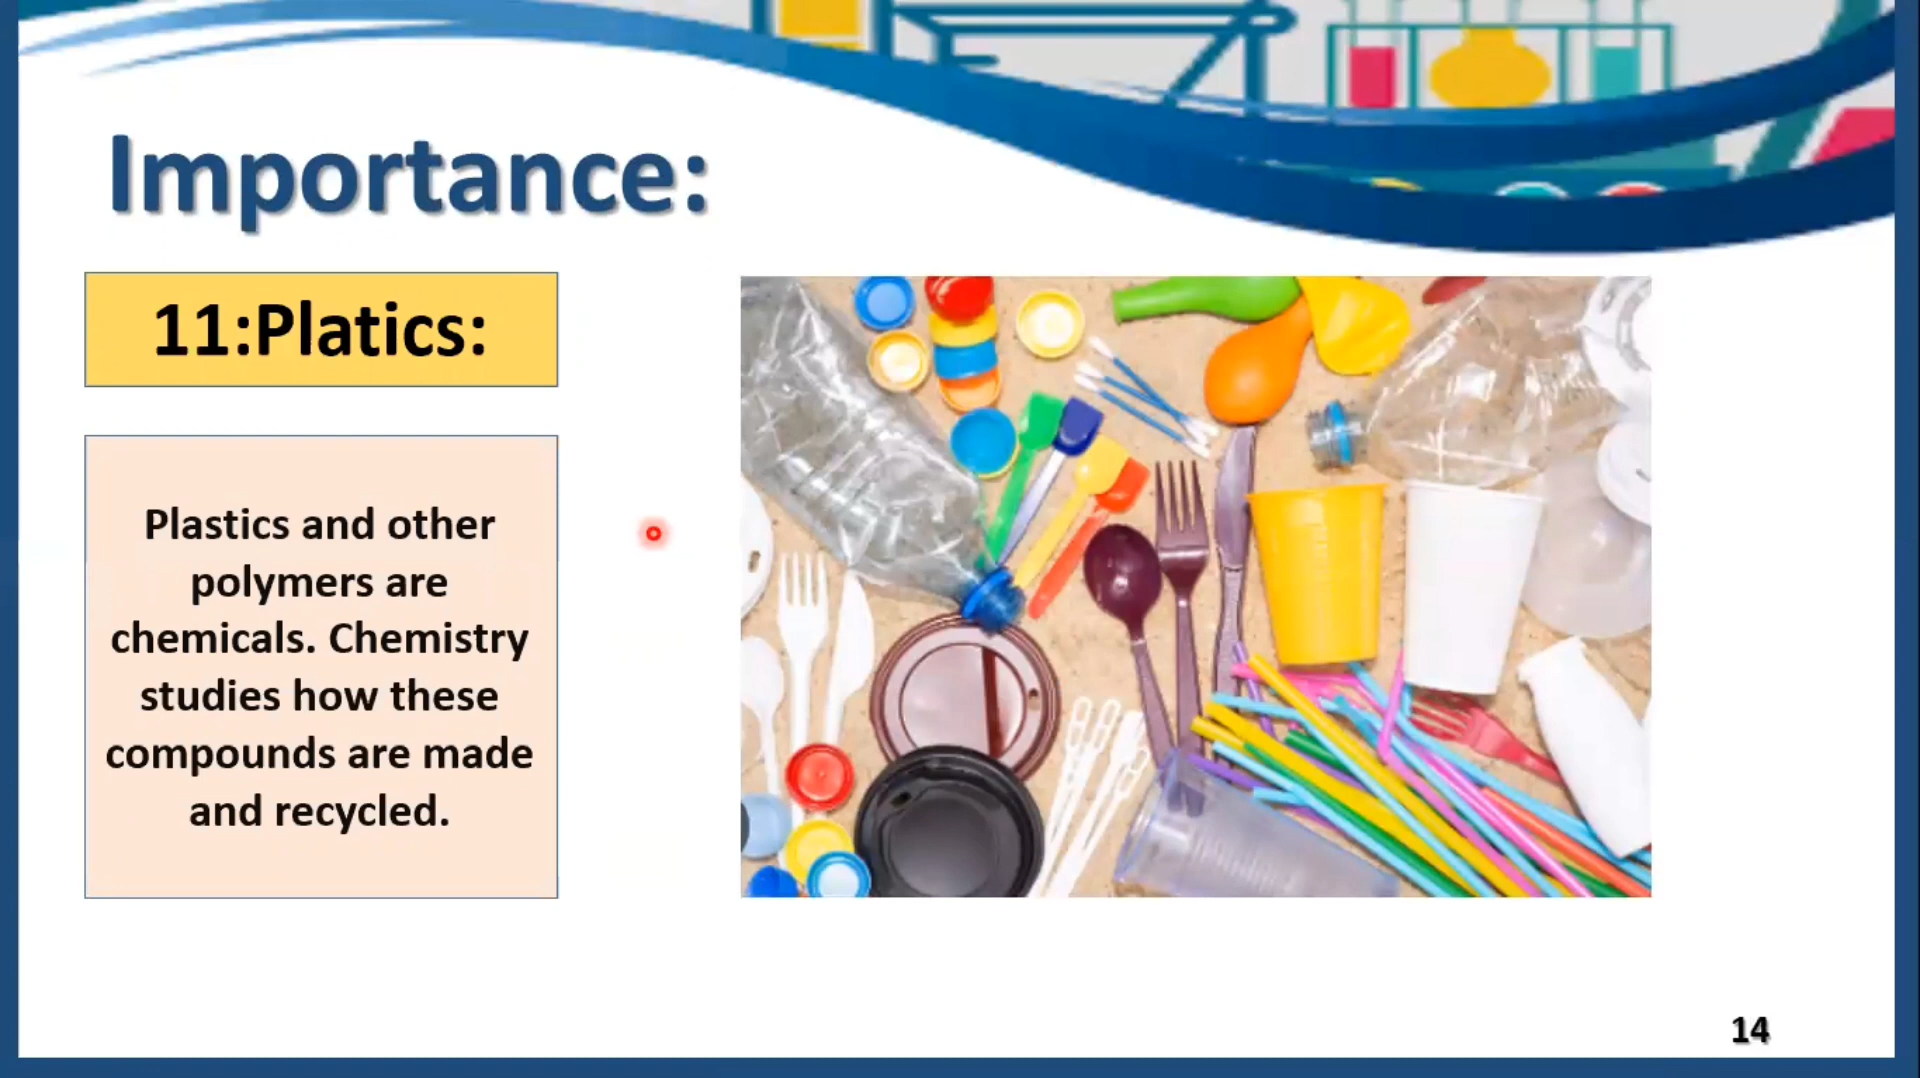 Importance:
11:Platics:
Plastics and other
polymers are
chemicals. Chemistry
studies how these
compounds are made
and recycled.
14